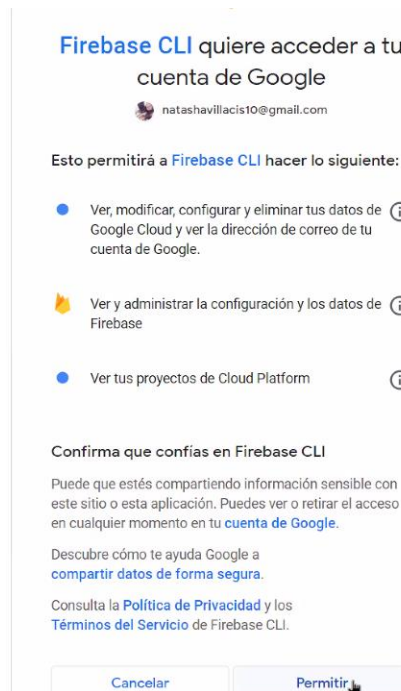 Firebase CLI quiere acceder a tu
cuenta de Google
natashavillacis10@gmail.com
Esto permitirá a Firebase CLI hacer lo siguiente:
Ver, modificar, configurar y eliminar tus datos de
Google Cloud y ver la dirección de correo de tu
cuenta de Google.
Ver y administrar la configuración y los datos de
Firebase
Ver tus proyectos de Cloud Platform
Confirma que confías en Firebase CLI
Puede que estés compartiendo información sensible con
este sitio o esta aplicación. Puedes ver o retirar el acceso
en cualquier momento en tu cuenta de Google.
Descubre cómo te ayuda Google a
compartir datos de forma segura.
Consulta la Política de Privacidad y los
Términos del Servicio de Firebase CLI.
Cancelar
Permitir